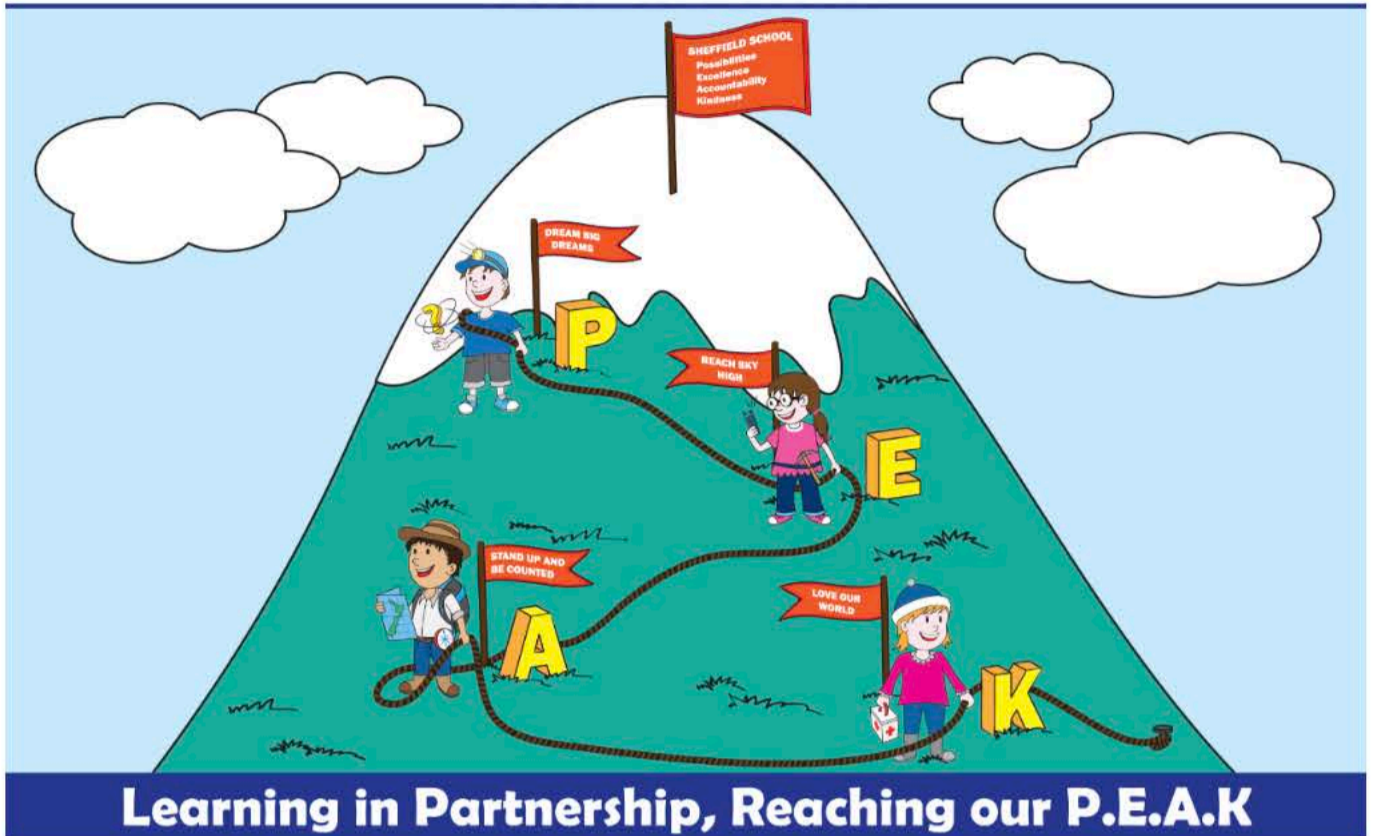 SHEFFIELD SCHOOL
Possibilities
Excellence
Accountability
Kindness
DREAM BIG
DREAMS
?
P
REACH SKY
HIGH
E
STAND UP AND
BE COUNTED
A
LOVE OUR
WORLD
K
Learning in Partnership, Reaching our P.E.A.K